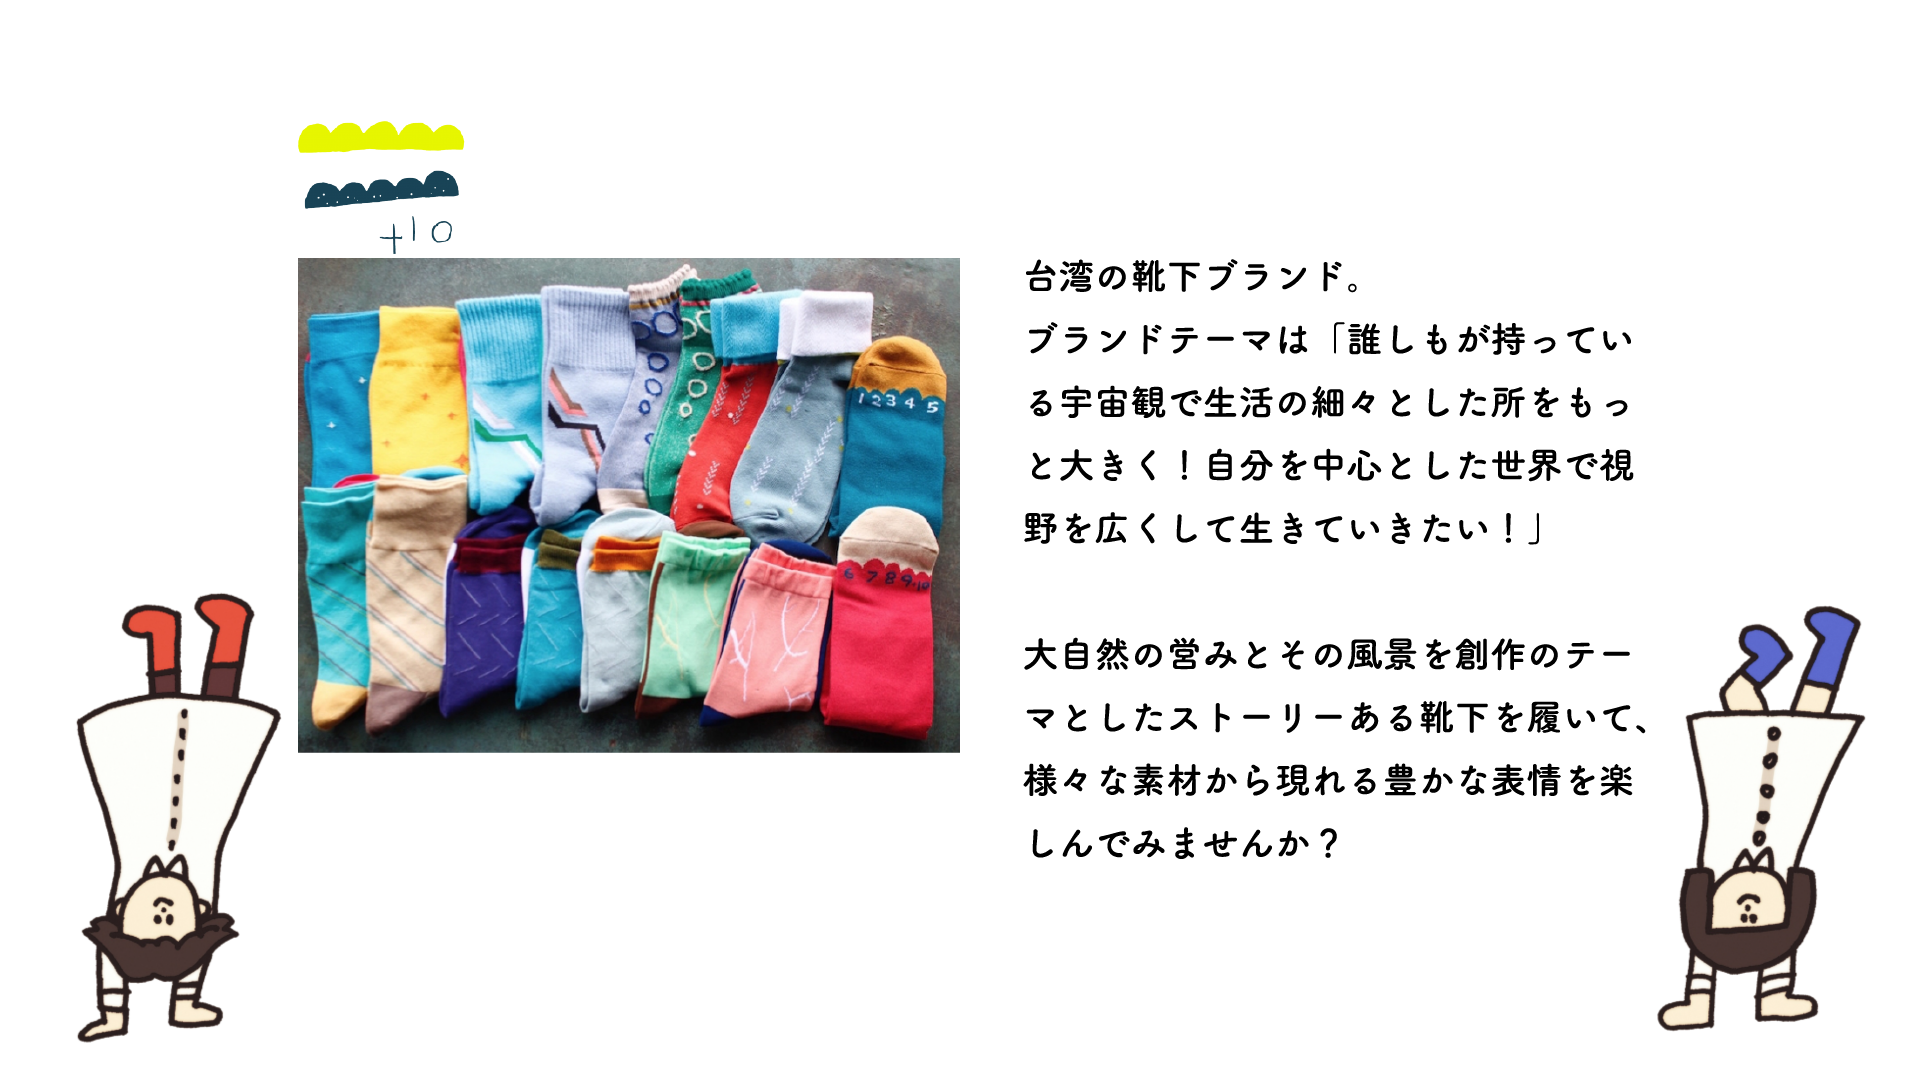 +10
台湾の靴下ブランド。
ブランドテーマは「誰しもが持ってい
る宇宙観で生活の細々とした所をもっ
と大きく！自分を中心とした世界で視
野を広くして生きていきたい！」
大自然の営みとその風景を創作のテー
マとしたストーリーある靴下を履いて、
様々な素材から現れる豊かな表情を楽
しんでみませんか？
1 2 3 4 5
6 7 8 9 10